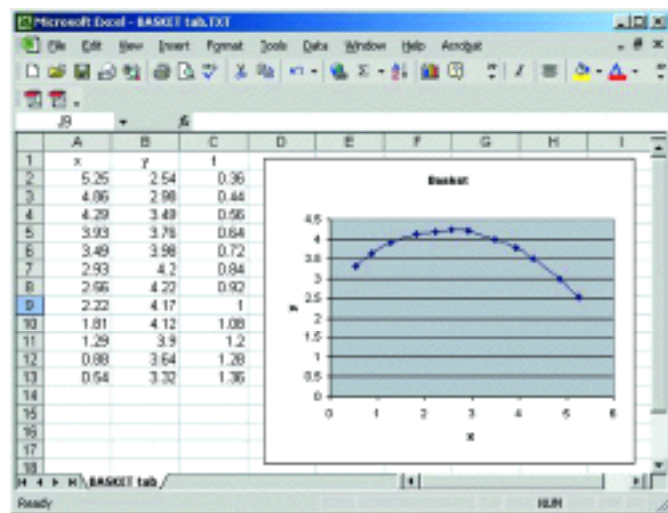 Microsoft Excel - BASKET tab.TXT
File Edit View Insert Format Tools Data Window Help Acrobat
J9 fx
A B C D E F G H I
1 x y t
2 5.25 2.54 0.36
3 4.86 2.98 0.44
4 4.29 3.49 0.56
5 3.93 3.76 0.64
6 3.49 3.98 0.72
7 2.93 4.2 0.84
8 2.22 4.17 1
9
10 1.81 4.12 1.08
11 1.29 3.9 1.2
12 0.88 3.64 1.28
13 0.54 3.32 1.36
14
15
16
17
18
Basket
4.5
4
3.5
3
2.5
2
1.5
1
0.5
0
y
0 1 2 3 4 5 6
x
BASKET tab
Ready NUM